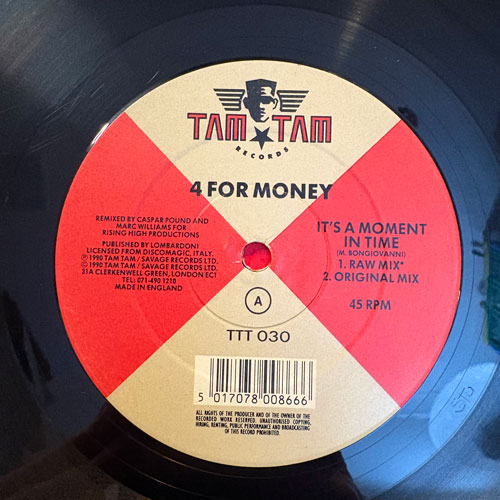 TAM TAM
RECORDS
4 FOR MONEY
REMIXED BY CASPAR POUND AND
MARC WILLIAMS FOR
RISING HIGH PRODUCTIONS
PUBLISHED BY LOMBARDONI
LICENSED FROM DISCOMAGIC, ITALY.
℗ 1990 TAM TAM / SAVAGE RECORDS LTD.
© 1990 TAM TAM / SAVAGE RECORDS LTD.
31A CLERKENWELL GREEN, LONDON EC1
TEL: 071-490 1210
MADE IN ENGLAND
IT'S A MOMENT
IN TIME
(M. BONGIOVANNI)
1. RAW MIX*
2. ORIGINAL MIX
45 RPM
A
TTT 030
5 017078 008666
ALL RIGHTS OF THE PRODUCER AND OF THE OWNER OF THE
RECORDED WORK RESERVED. UNAUTHORISED COPYING,
HIRING, RENTING, PUBLIC PERFORMANCE AND BROADCASTING
OF THIS RECORD PROHIBITED.